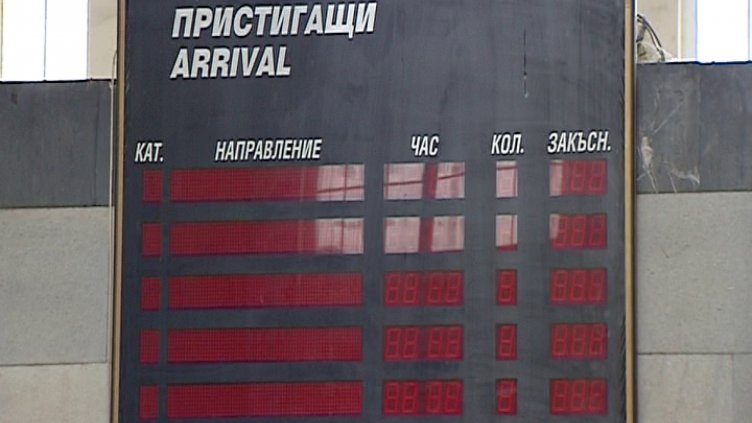 ПРИСТИГАЩИ
ARRIVAL
КАТ. НАПРАВЛЕНИЕ ЧАС КОЛ. ЗАКЪСН.